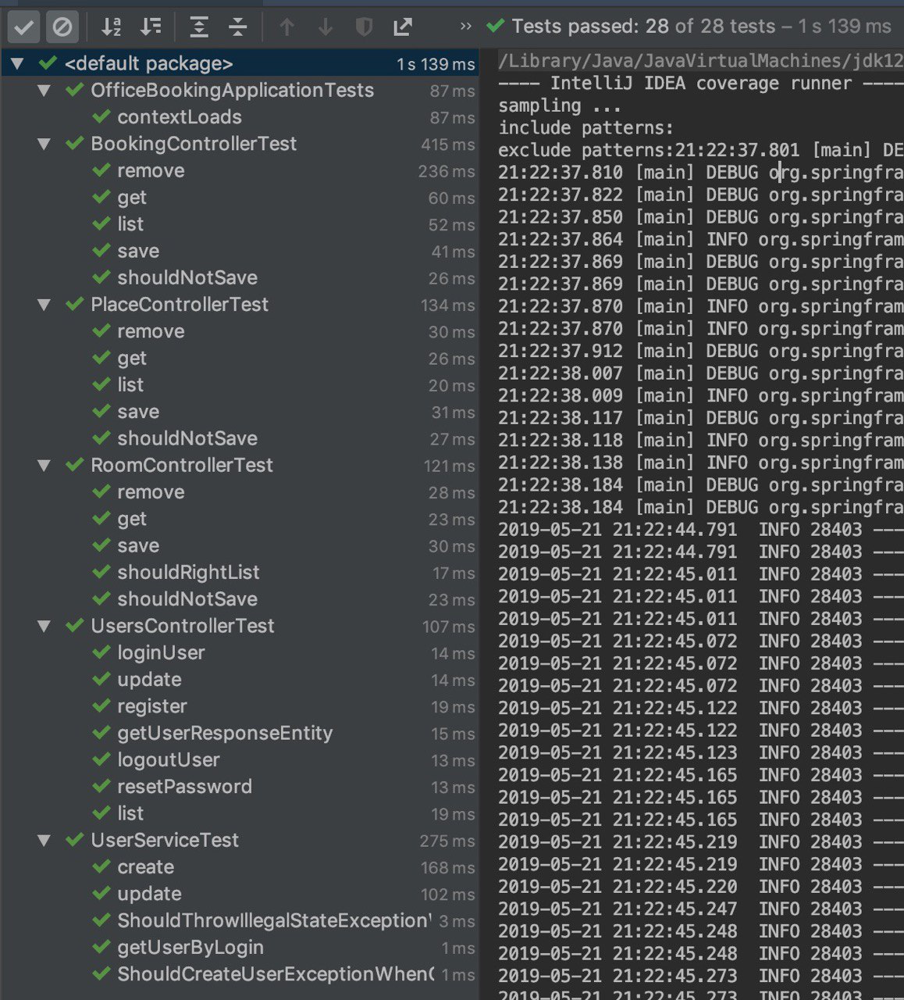 Tests passed: 28 of 28 tests – 1 s 139 ms
<default package> 1 s 139 ms
OfficeBookingApplicationTests 87 ms
contextLoads 87 ms
BookingControllerTest 415 ms
remove 236 ms
get 60 ms
list 52 ms
save 41 ms
shouldNotSave 26 ms
PlaceControllerTest 134 ms
remove 30 ms
get 26 ms
list 20 ms
save 31 ms
shouldNotSave 27 ms
RoomControllerTest 121 ms
remove 28 ms
get 23 ms
save 30 ms
shouldRightList 17 ms
shouldNotSave 23 ms
UsersControllerTest 107 ms
loginUser 14 ms
update 14 ms
register 19 ms
getUserResponseEntity 15 ms
logoutUser 13 ms
resetPassword 13 ms
list 19 ms
UserServiceTest 275 ms
create 168 ms
update 102 ms
ShouldThrowIllegalStateException 3 ms
getUserByLogin 1 ms
ShouldCreateUserExceptionWhen 1 ms
/Library/Java/JavaVirtualMachines/jdk12
---- IntelliJ IDEA coverage runner ----
sampling ...
include patterns:
exclude patterns:21:22:37.801 [main] DE
21:22:37.810 [main] DEBUG org.springfra
21:22:37.822 [main] DEBUG org.springfra
21:22:37.850 [main] DEBUG org.springfra
21:22:37.864 [main] INFO org.springfram
21:22:37.869 [main] DEBUG org.springfra
21:22:37.869 [main] DEBUG org.springfra
21:22:37.870 [main] INFO org.springfram
21:22:37.870 [main] INFO org.springfram
21:22:37.912 [main] DEBUG org.springfra
21:22:38.007 [main] DEBUG org.springfra
21:22:38.009 [main] INFO org.springfram
21:22:38.117 [main] DEBUG org.springfra
21:22:38.118 [main] INFO org.springfram
21:22:38.138 [main] INFO org.springfram
21:22:38.184 [main] DEBUG org.springfra
21:22:38.184 [main] DEBUG org.springfra
2019-05-21 21:22:44.791  INFO 28403 ---
2019-05-21 21:22:44.791  INFO 28403 ---
2019-05-21 21:22:45.011  INFO 28403 ---
2019-05-21 21:22:45.011  INFO 28403 ---
2019-05-21 21:22:45.011  INFO 28403 ---
2019-05-21 21:22:45.072  INFO 28403 ---
2019-05-21 21:22:45.072  INFO 28403 ---
2019-05-21 21:22:45.072  INFO 28403 ---
2019-05-21 21:22:45.122  INFO 28403 ---
2019-05-21 21:22:45.122  INFO 28403 ---
2019-05-21 21:22:45.123  INFO 28403 ---
2019-05-21 21:22:45.165  INFO 28403 ---
2019-05-21 21:22:45.165  INFO 28403 ---
2019-05-21 21:22:45.165  INFO 28403 ---
2019-05-21 21:22:45.219  INFO 28403 ---
2019-05-21 21:22:45.219  INFO 28403 ---
2019-05-21 21:22:45.220  INFO 28403 ---
2019-05-21 21:22:45.247  INFO 28403 ---
2019-05-21 21:22:45.248  INFO 28403 ---
2019-05-21 21:22:45.248  INFO 28403 ---
2019-05-21 21:22:45.273  INFO 28403 ---
2019-05-21 21:22:45.273  INFO 28403 ---